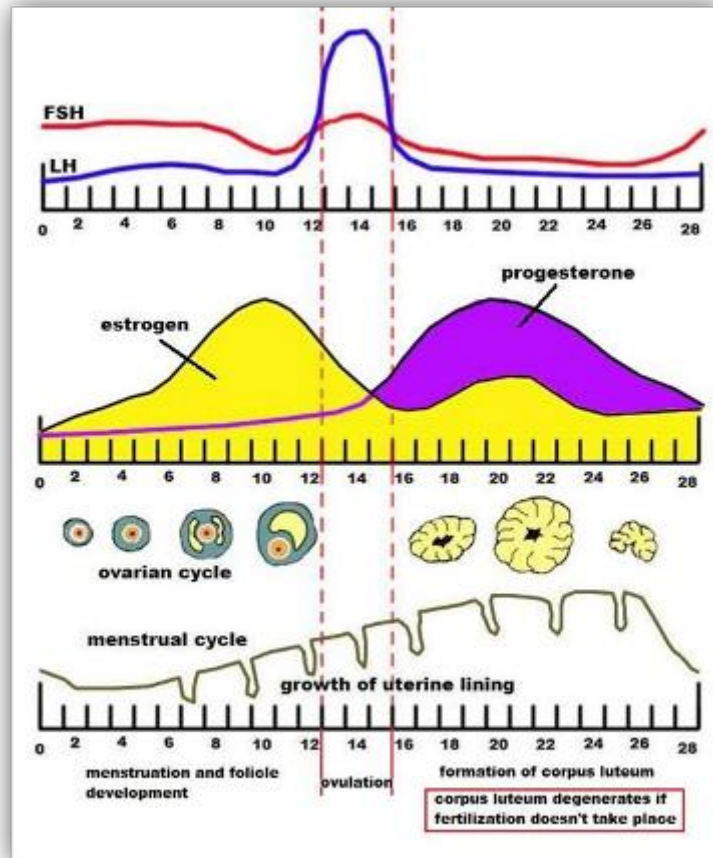 FSH
LH
0 2 4 6 8 10 12 14 16 18 20 22 24 26 28
progesterone
estrogen
0 2 4 6 8 10 12 14 16 18 20 22 24 26 28
ovarian cycle
menstrual cycle
growth of uterine lining
0 2 4 6 8 10 12 14 16 18 20 22 24 26 28
menstruation and follicle
development
ovulation
formation of corpus luteum
corpus luteum degenerates if
fertilization doesn't take place